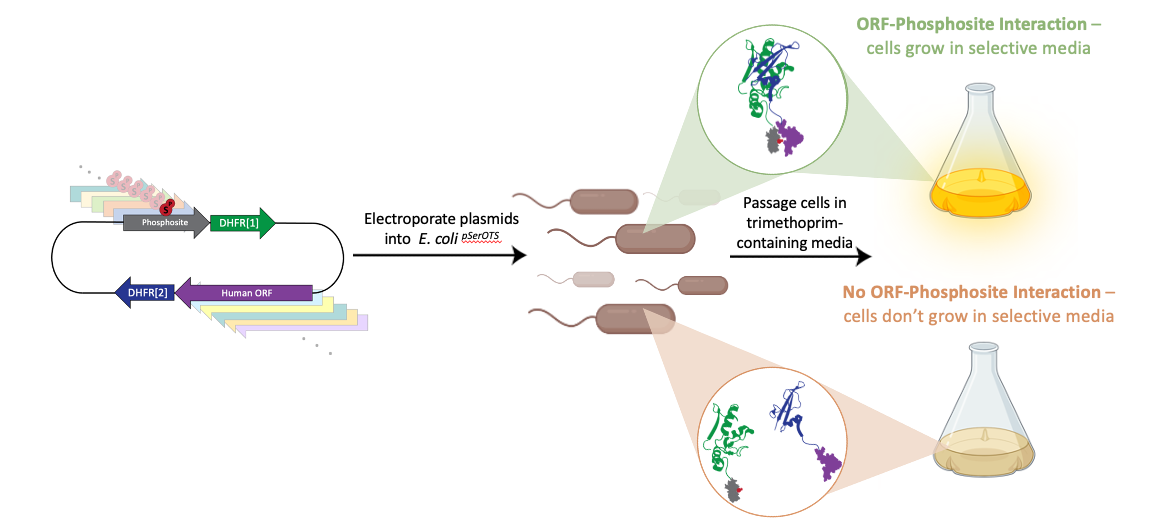 ORF-Phosphosite Interaction –
cells grow in selective media
S P
Phosphosite
DHFR[1]
DHFR[2]
Human ORF
Electroporate plasmids
into E. coli pSerOTS
Passage cells in
trimethoprim-
containing media
No ORF-Phosphosite Interaction –
cells don't grow in selective media